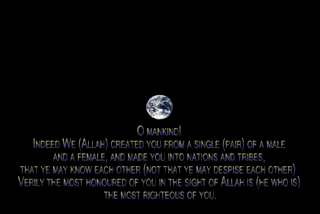 O mankind!
Indeed We (Allah) created you from a single (pair) of a male
and a female, and made you into nations and tribes,
that ye may know each other (not that ye may despise each other)
Verily the most honoured of you in the sight of Allah is (he who is)
the most righteous of you.